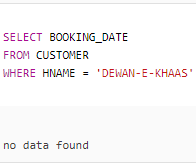 SELECT BOOKING_DATE
FROM CUSTOMER
WHERE HNAME = 'DEWAN-E-KHAAS'
no data found